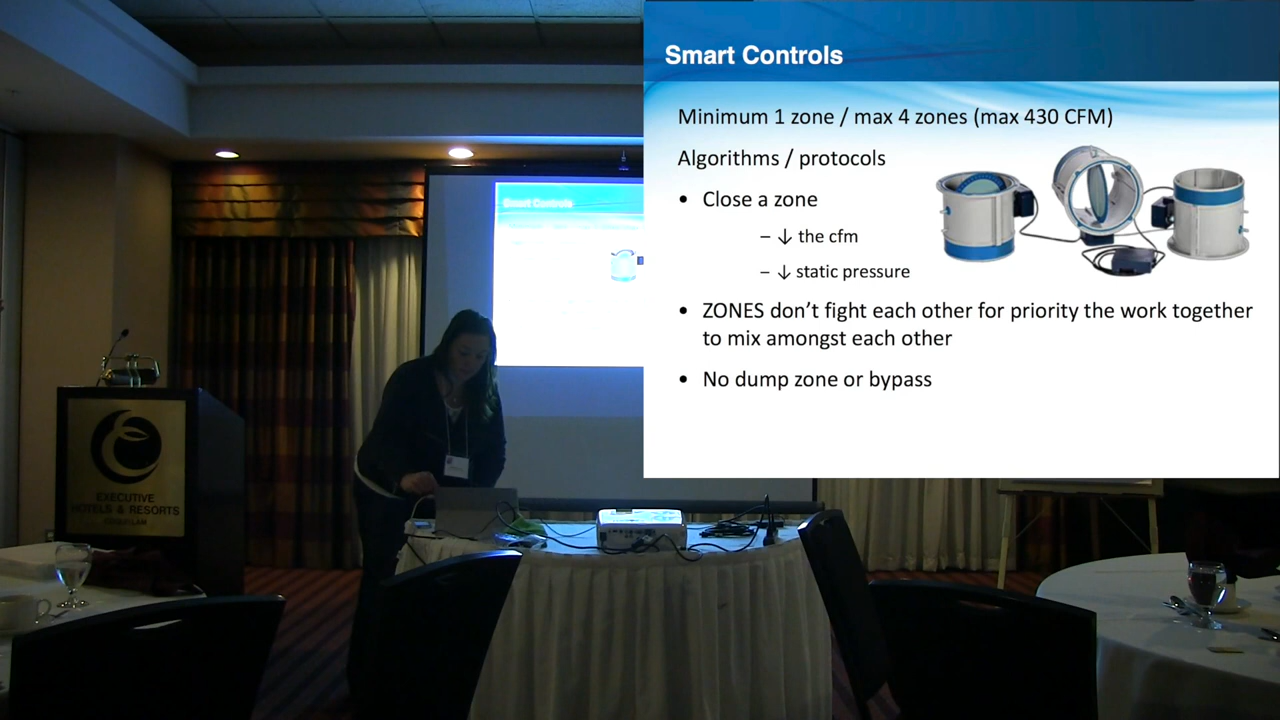 Smart Controls
Minimum 1 zone / max 4 zones (max 430 CFM)
Algorithms / protocols
• Close a zone
– ↓ the cfm
– ↓ static pressure
• ZONES don't fight each other for priority the work together
to mix amongst each other
• No dump zone or bypass
Smart Controls
EXECUTIVE
HOTELS & RESORTS